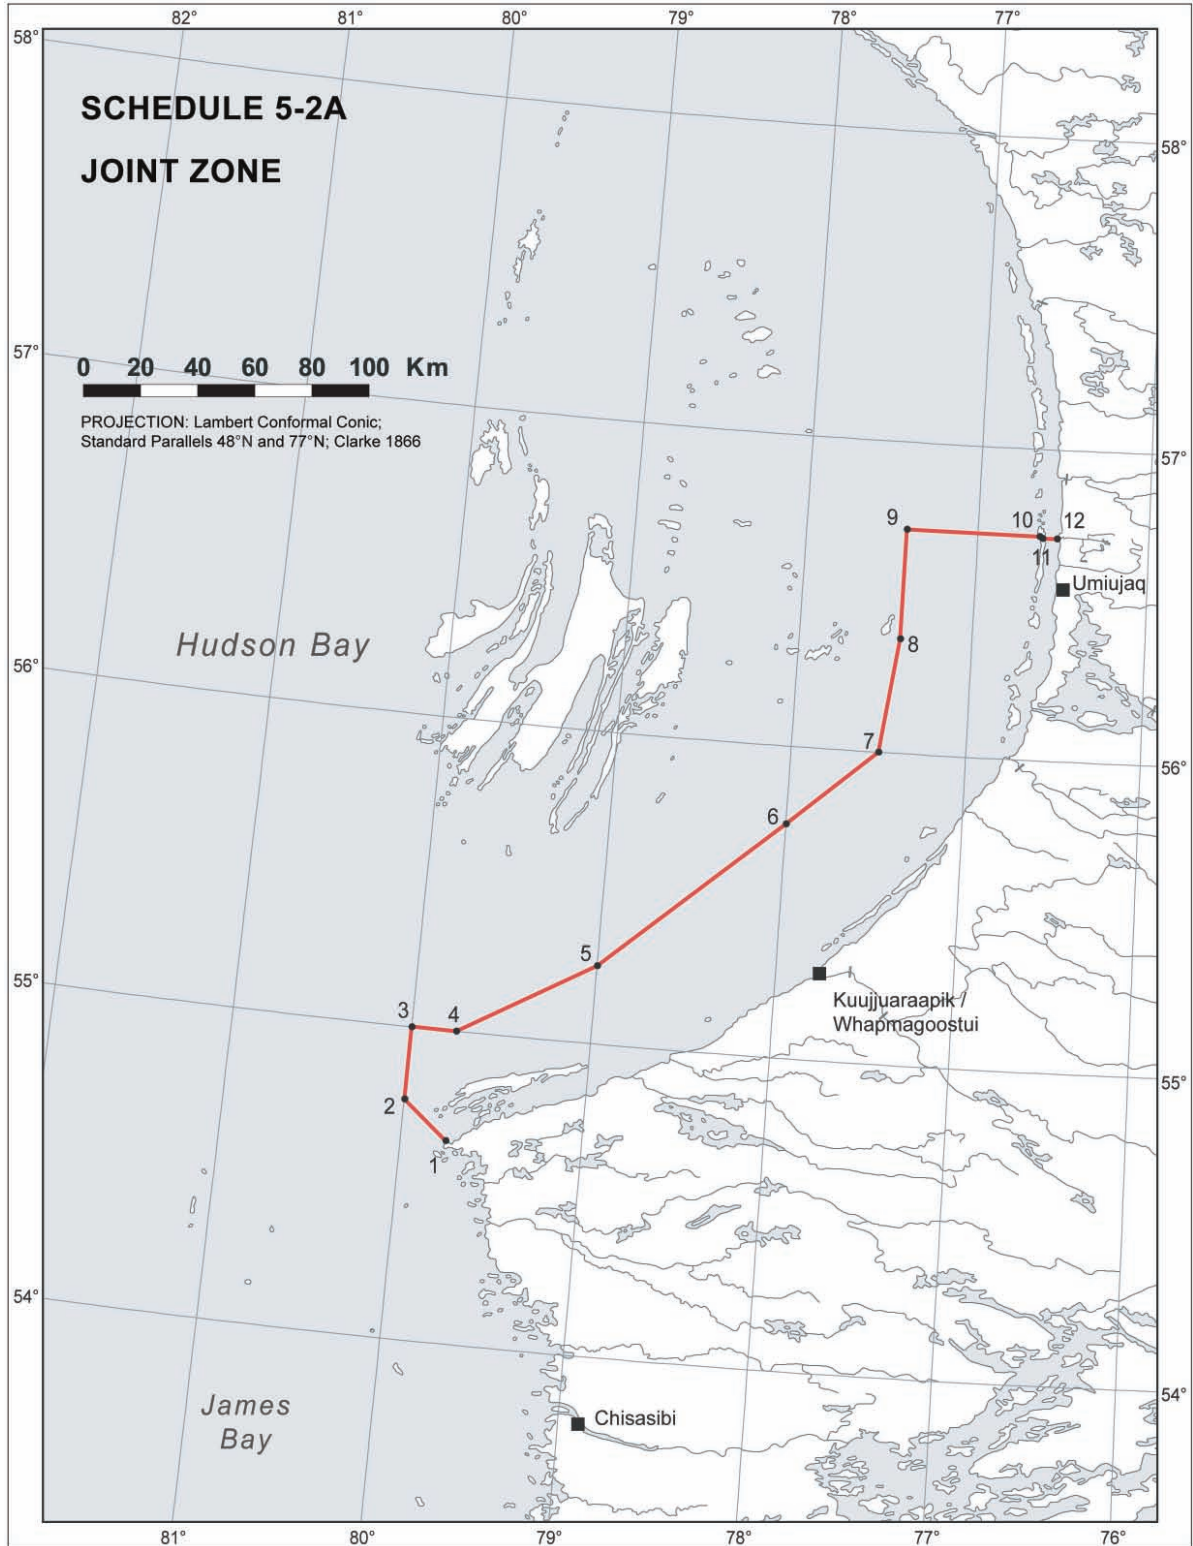 82° 81° 80° 79° 78° 77°
58°
SCHEDULE 5-2A
JOINT ZONE
58°
57°
0 20 40 60 80 100 Km
PROJECTION: Lambert Conformal Conic;
Standard Parallels 48°N and 77°N; Clarke 1866
57°
9 10 12
11
Umiujaq
Hudson Bay
8
56°
7
56°
6
5
55°
Kuujjuaraapik /
Whapmagoostui
3 4
55°
2
1
54°
54°
James
Bay
Chisasibi
81° 80° 79° 78° 77° 76°